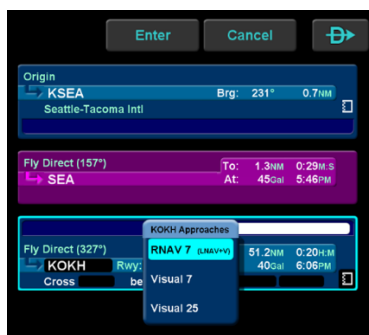 Enter Cancel D
Origin
KSEA Brg: 231° 0.7NM
Seattle-Tacoma Intl
Fly Direct (157°) To: 1.3NM 0:29M:S
SEA At: 45Gal 5:46PM
KOKH Approaches
Fly Direct (327°) RNAV 7 (LNAV+V) 51.2NM 0:20H:M
KOKH Rwy: 40Gal 6:06PM
Cross be Visual 7
Visual 25